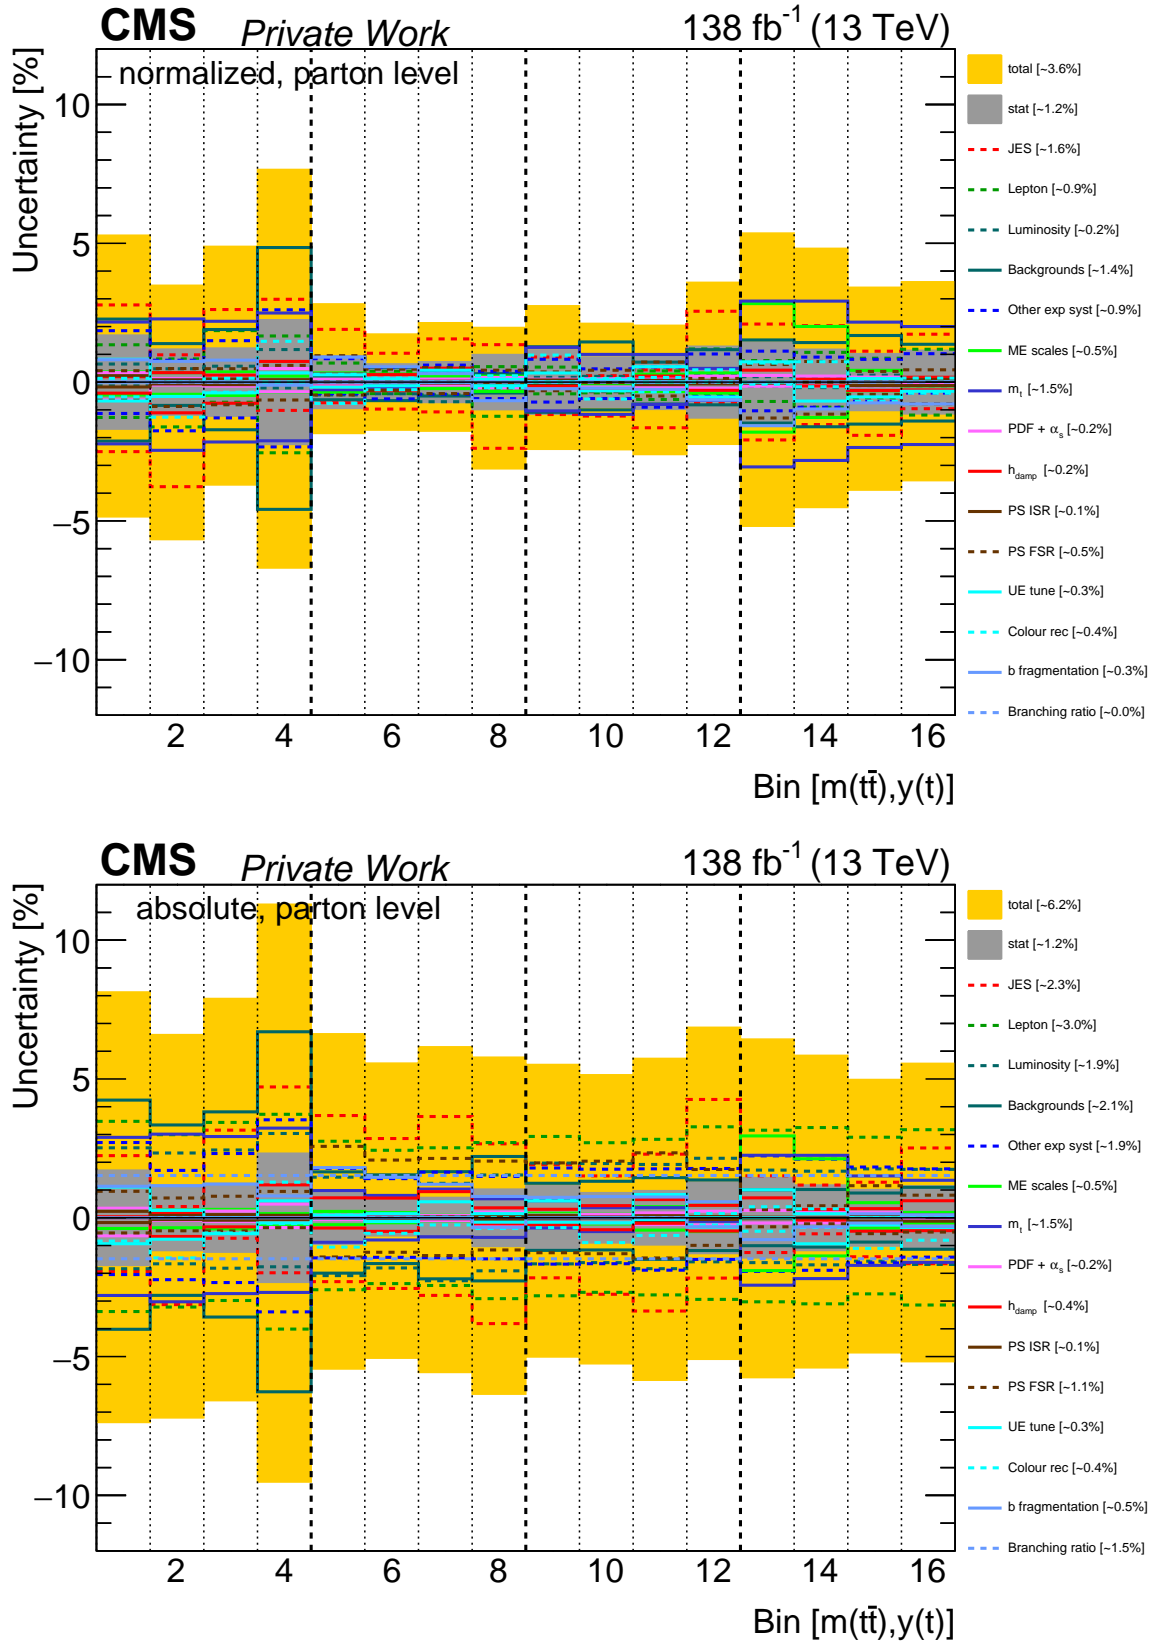 CMS Private Work 138 fb⁻¹ (13 TeV)
normalized, parton level
Uncertainty [%]
10
5
0
−5
−10
2 4 6 8 10 12 14 16
Bin [m(tt̄),y(t)]
total [~3.6%]
stat [~1.2%]
JES [~1.6%]
Lepton [~0.9%]
Luminosity [~0.2%]
Backgrounds [~1.4%]
Other exp syst [~0.9%]
ME scales [~0.5%]
mₜ [~1.5%]
PDF + αₛ [~0.2%]
h_damp [~0.2%]
PS ISR [~0.1%]
PS FSR [~0.5%]
UE tune [~0.3%]
Colour rec [~0.4%]
b fragmentation [~0.3%]
Branching ratio [~0.0%]
CMS Private Work 138 fb⁻¹ (13 TeV)
absolute, parton level
Uncertainty [%]
10
5
0
−5
−10
2 4 6 8 10 12 14 16
Bin [m(tt̄),y(t)]
total [~6.2%]
stat [~1.2%]
JES [~2.3%]
Lepton [~3.0%]
Luminosity [~1.9%]
Backgrounds [~2.1%]
Other exp syst [~1.9%]
ME scales [~0.5%]
mₜ [~1.5%]
PDF + αₛ [~0.2%]
h_damp [~0.4%]
PS ISR [~0.1%]
PS FSR [~1.1%]
UE tune [~0.3%]
Colour rec [~0.4%]
b fragmentation [~0.5%]
Branching ratio [~1.5%]